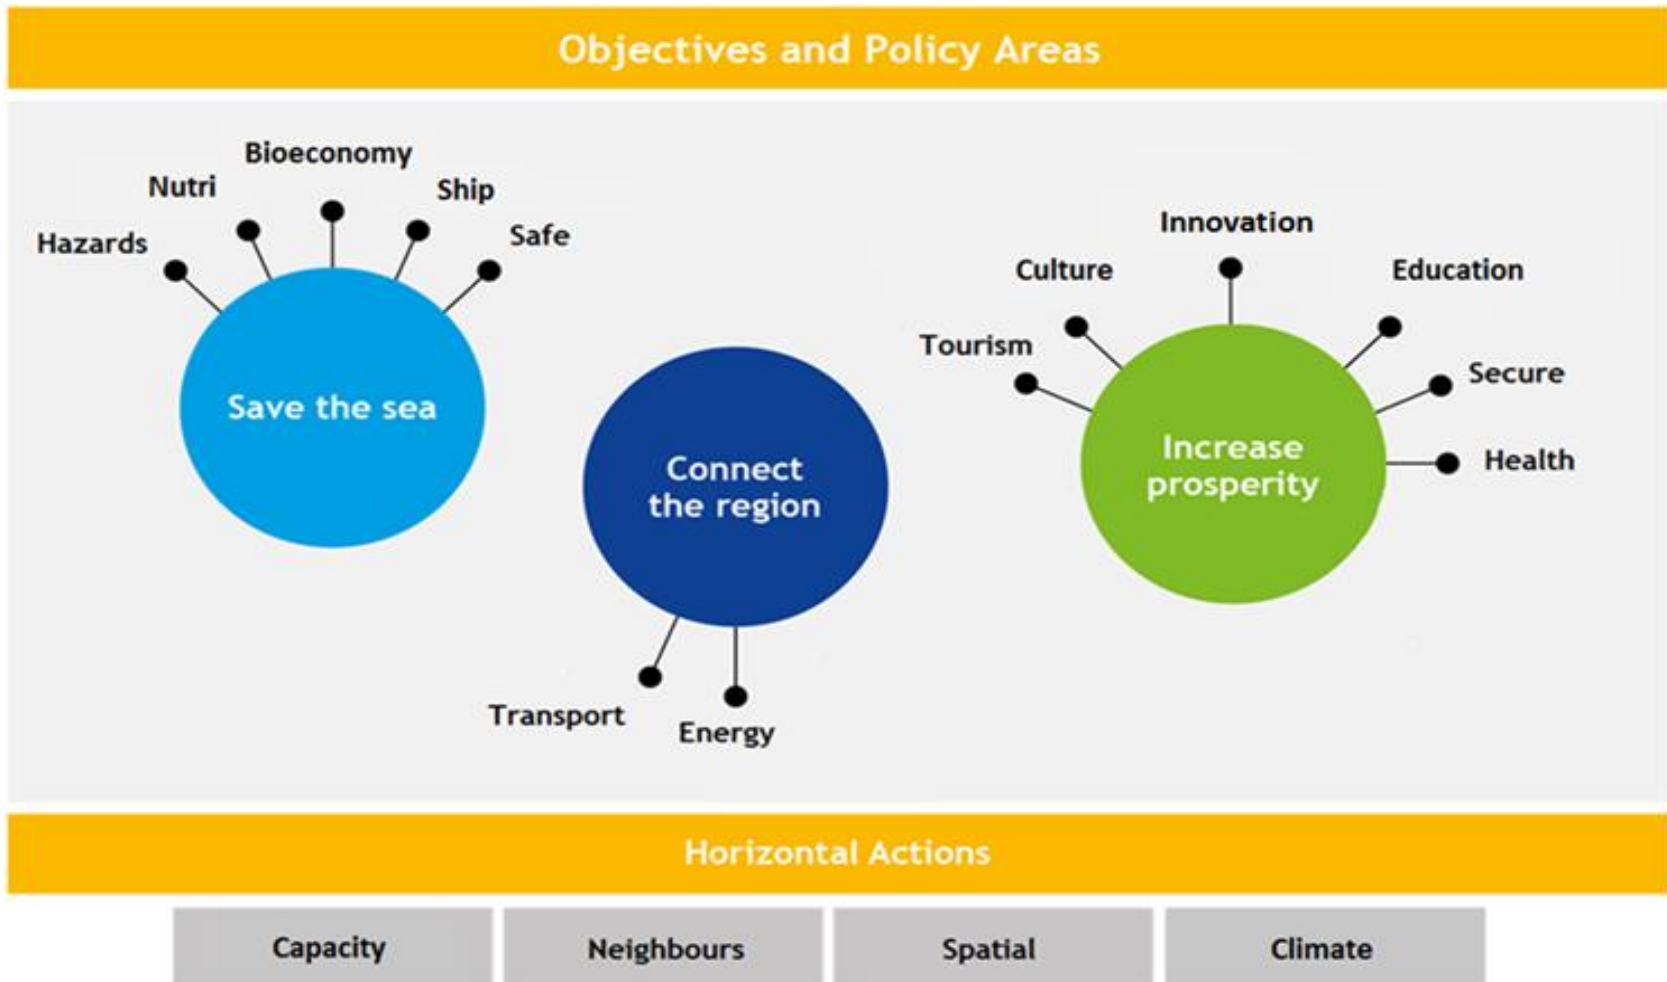 Objectives and Policy Areas
Bioeconomy
Nutri
Ship
Hazards
Safe
Save the sea
Connect
the region
Transport
Energy
Innovation
Culture
Education
Tourism
Secure
Health
Increase
prosperity
Horizontal Actions
Capacity
Neighbours
Spatial
Climate